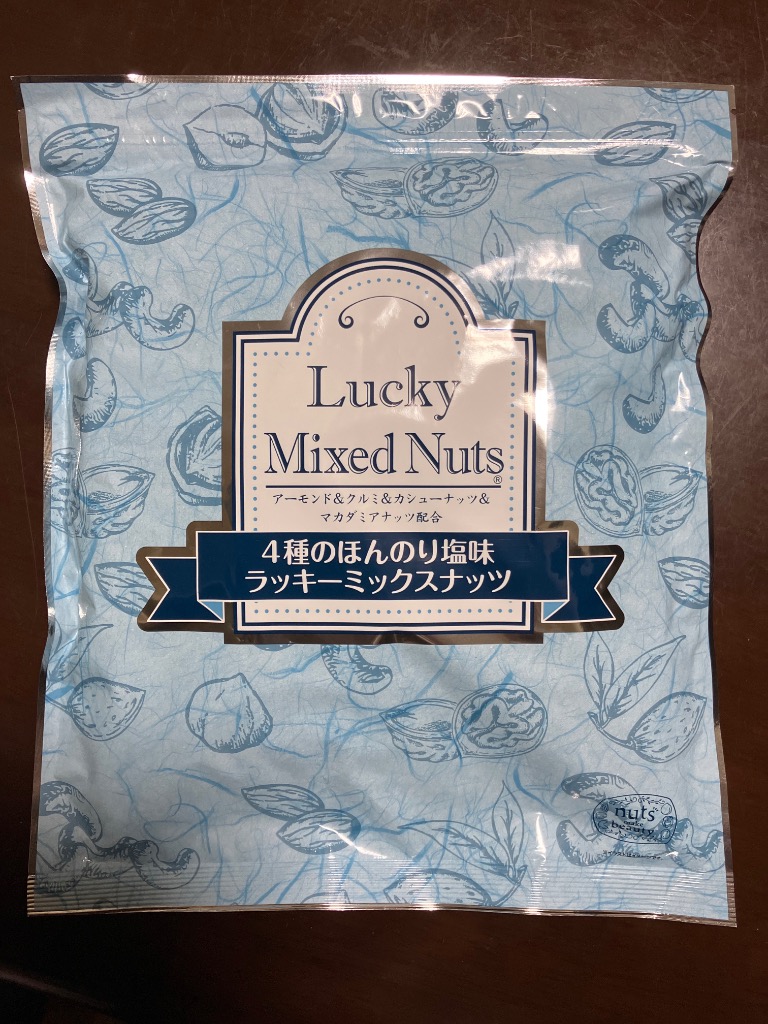 Lucky
Mixed Nuts®
アーモンド&クルミ&カシューナッツ&
マカダミアナッツ配合
4種のほんのり塩味
ラッキーミックスナッツ
nuts
make
beauty